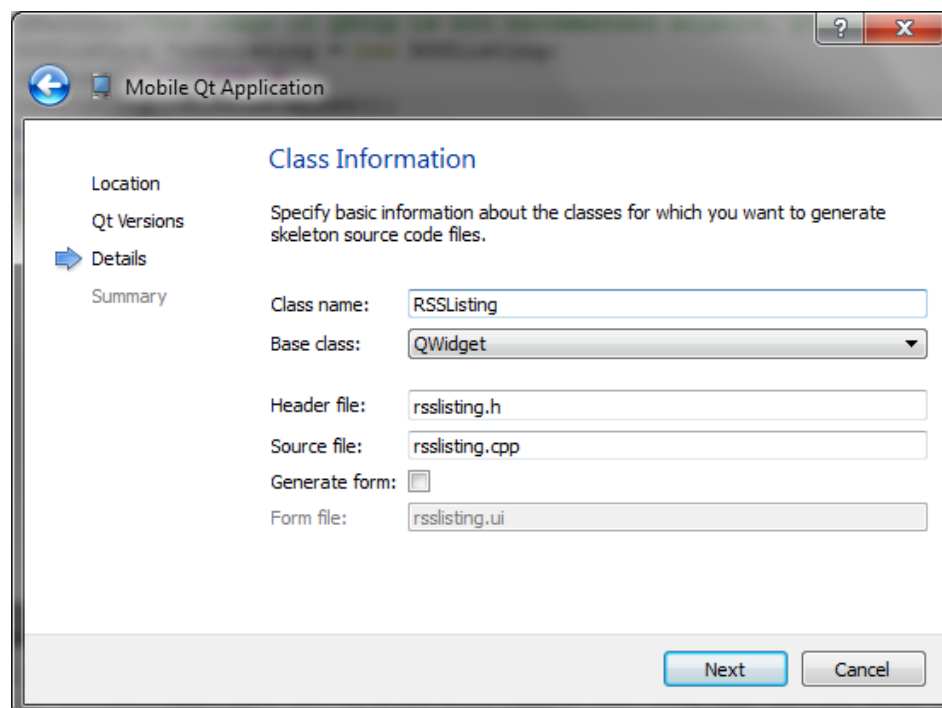 ?
x
Mobile Qt Application
Location
Qt Versions
Details
Summary
Class Information
Specify basic information about the classes for which you want to generate
skeleton source code files.
Class name: RSSListing
Base class: QWidget
Header file: rsslisting.h
Source file: rsslisting.cpp
Generate form:
Form file: rsslisting.ui
Next Cancel